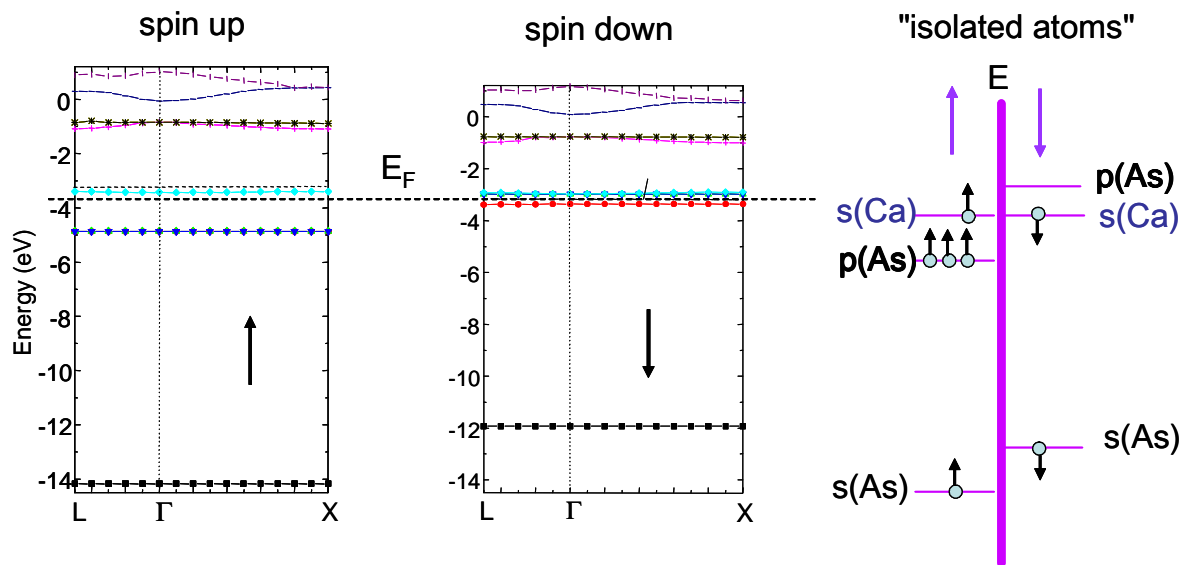 spin up
spin down
"isolated atoms"
E
0
-2
-4
-6
-8
-10
-12
-14
Energy (eV)
L
Γ
X
E_F
0
-2
-4
-6
-8
-10
-12
-14
L
Γ
X
p(As)
s(Ca)
s(Ca)
p(As)
s(As)
s(As)